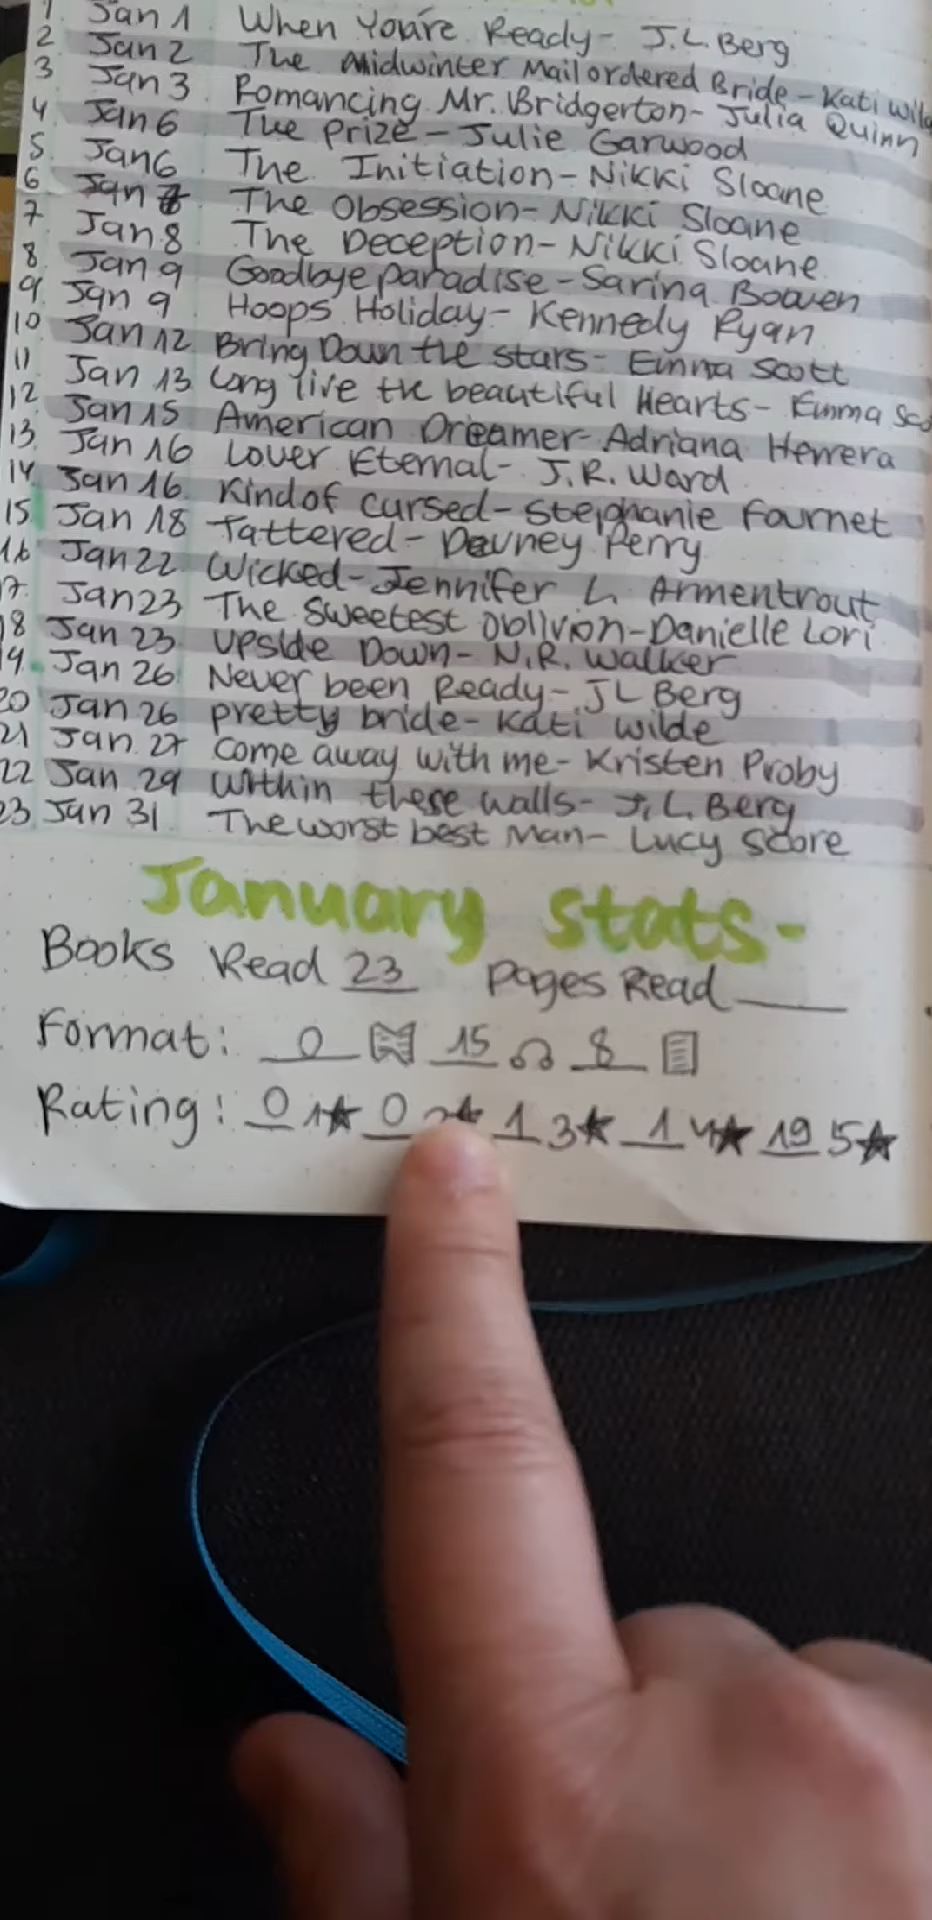 1 Jan 1 When You're Ready- J.L. Berg
2 Jan 2 The Midwinter Mail ordered Bride- Kati
3 Jan 3 Romancing Mr. Bridgerton- Julia Quinn
4 Jan 6 The Prize- Julie Garwood
5 Jan 6 The Initiation- Nikki Sloane
6 Jan 7 The Obsession- Nikki Sloane
7 Jan 8 The Deception- Nikki Sloane
8 Jan 9 Goodbye paradise- Sarina Bowen
9 Jan 9 Hoops Holiday- Kennedy Ryan
10 Jan 12 Bring Down the stars- Emma Scott
11 Jan 13 Long live the beautiful Hearts- Emma Sc
12 Jan 15 American Dreamer- Adriana Herrera
13. Jan 16 Lover Eternal- J.R. Ward
14 Jan 16 Kind of Cursed- Stephanie Fournet
15. Jan 18 Tattered- Devney Perry
16 Jan 22 Wicked- Jennifer L Armentrout
7. Jan 23 The Sweetest Oblivion- Danielle Lori
18 Jan 23 Upside Down- N.R. Walker
9. Jan 26 Never been Ready- JL Berg
20 Jan 26 pretty bride- Kati wilde
21 Jan. 27 Come away with me- Kristen Proby
22 Jan 29 Within these walls- J.L. Berg
23 Jan 31 The worst best Man- Lucy Score
January stats-
Books Read 23 Pages Read
Format: 0 15 8
Rating: 0 1★ 0 ★ 1 3★ 1 4★ 19 5★